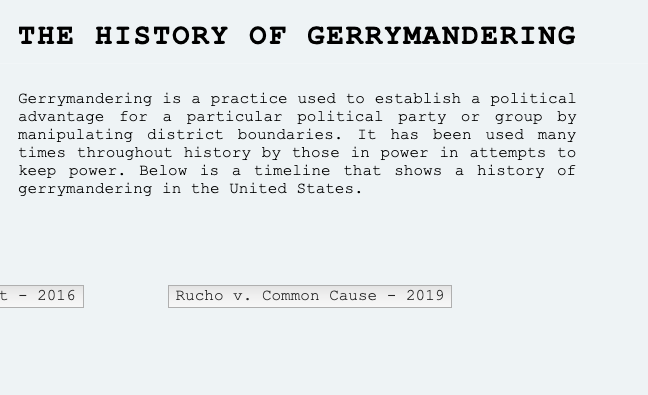 THE HISTORY OF GERRYMANDERING
Gerrymandering is a practice used to establish a political
advantage for a particular political party or group by
manipulating district boundaries. It has been used many
times throughout history by those in power in attempts to
keep power. Below is a timeline that shows a history of
gerrymandering in the United States.
t - 2016
Rucho v. Common Cause - 2019